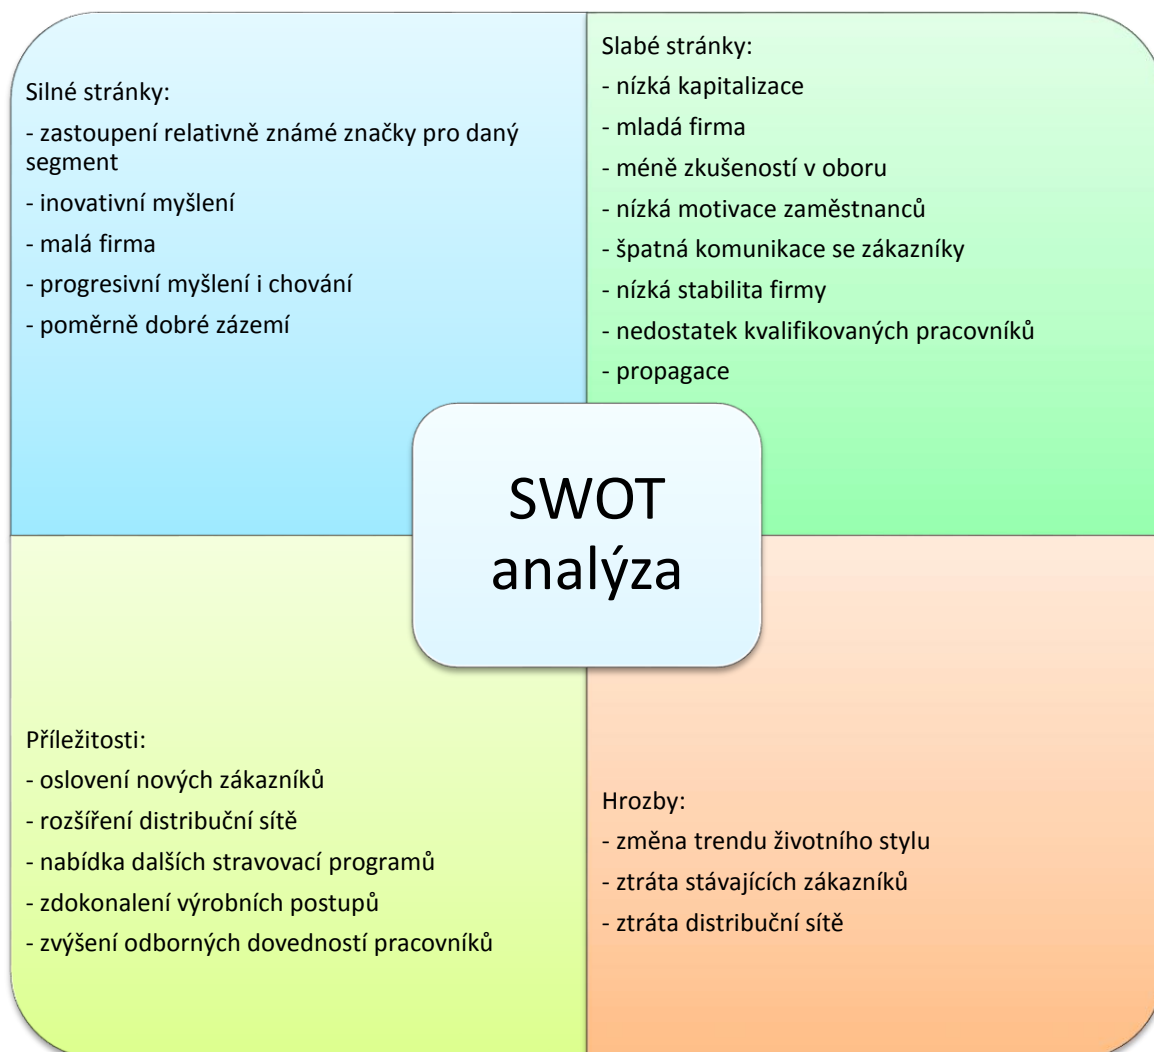 Silné stránky:
- zastoupení relativně známé značky pro daný
segment
- inovativní myšlení
- malá firma
- progresivní myšlení i chování
- poměrně dobré zázemí
Slabé stránky:
- nízká kapitalizace
- mladá firma
- méně zkušeností v oboru
- nízká motivace zaměstnanců
- špatná komunikace se zákazníky
- nízká stabilita firmy
- nedostatek kvalifikovaných pracovníků
- propagace
SWOT
analýza
Příležitosti:
- oslovení nových zákazníků
- rozšíření distribuční sítě
- nabídka dalších stravovací programů
- zdokonalení výrobních postupů
- zvýšení odborných dovedností pracovníků
Hrozby:
- změna trendu životního stylu
- ztráta stávajících zákazníků
- ztráta distribuční sítě